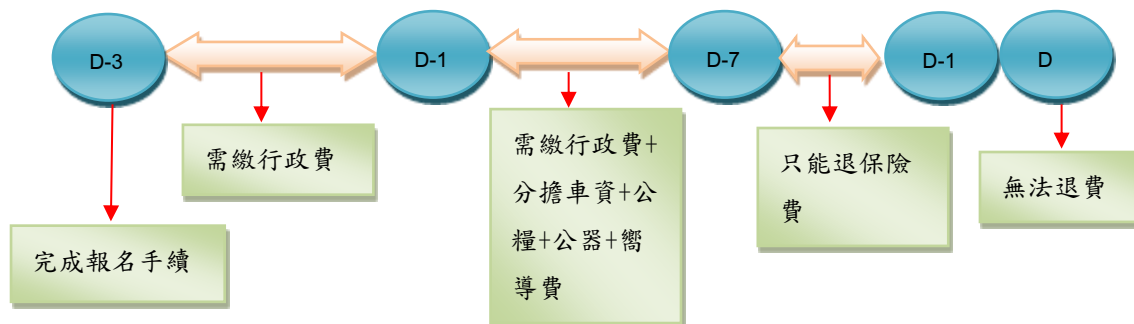 D-3
D-1
D-7
D-1
D
需繳行政費
需繳行政費+
分擔車資+公
糧+公器+嚮
導費
只能退保險
費
無法退費
完成報名手續